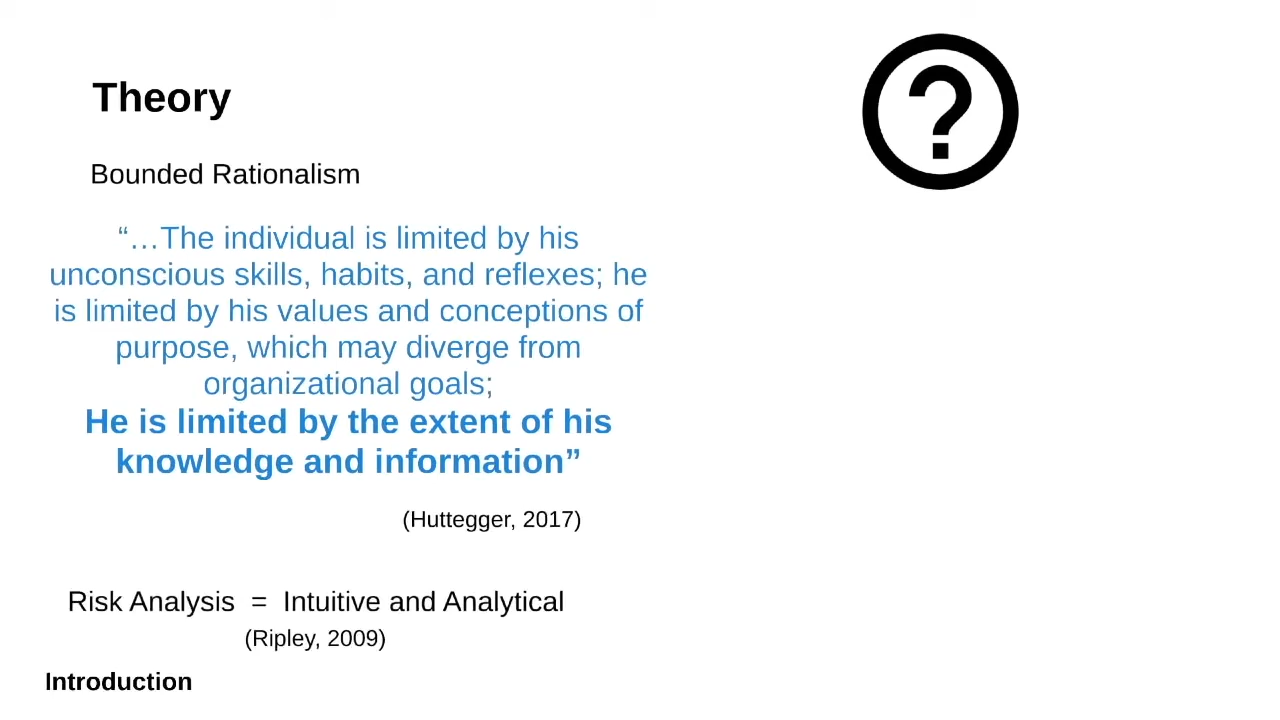 Theory
Bounded Rationalism
“…The individual is limited by his
unconscious skills, habits, and reflexes; he
is limited by his values and conceptions of
purpose, which may diverge from
organizational goals;
He is limited by the extent of his
knowledge and information”
(Huttegger, 2017)
Risk Analysis = Intuitive and Analytical
(Ripley, 2009)
Introduction
?